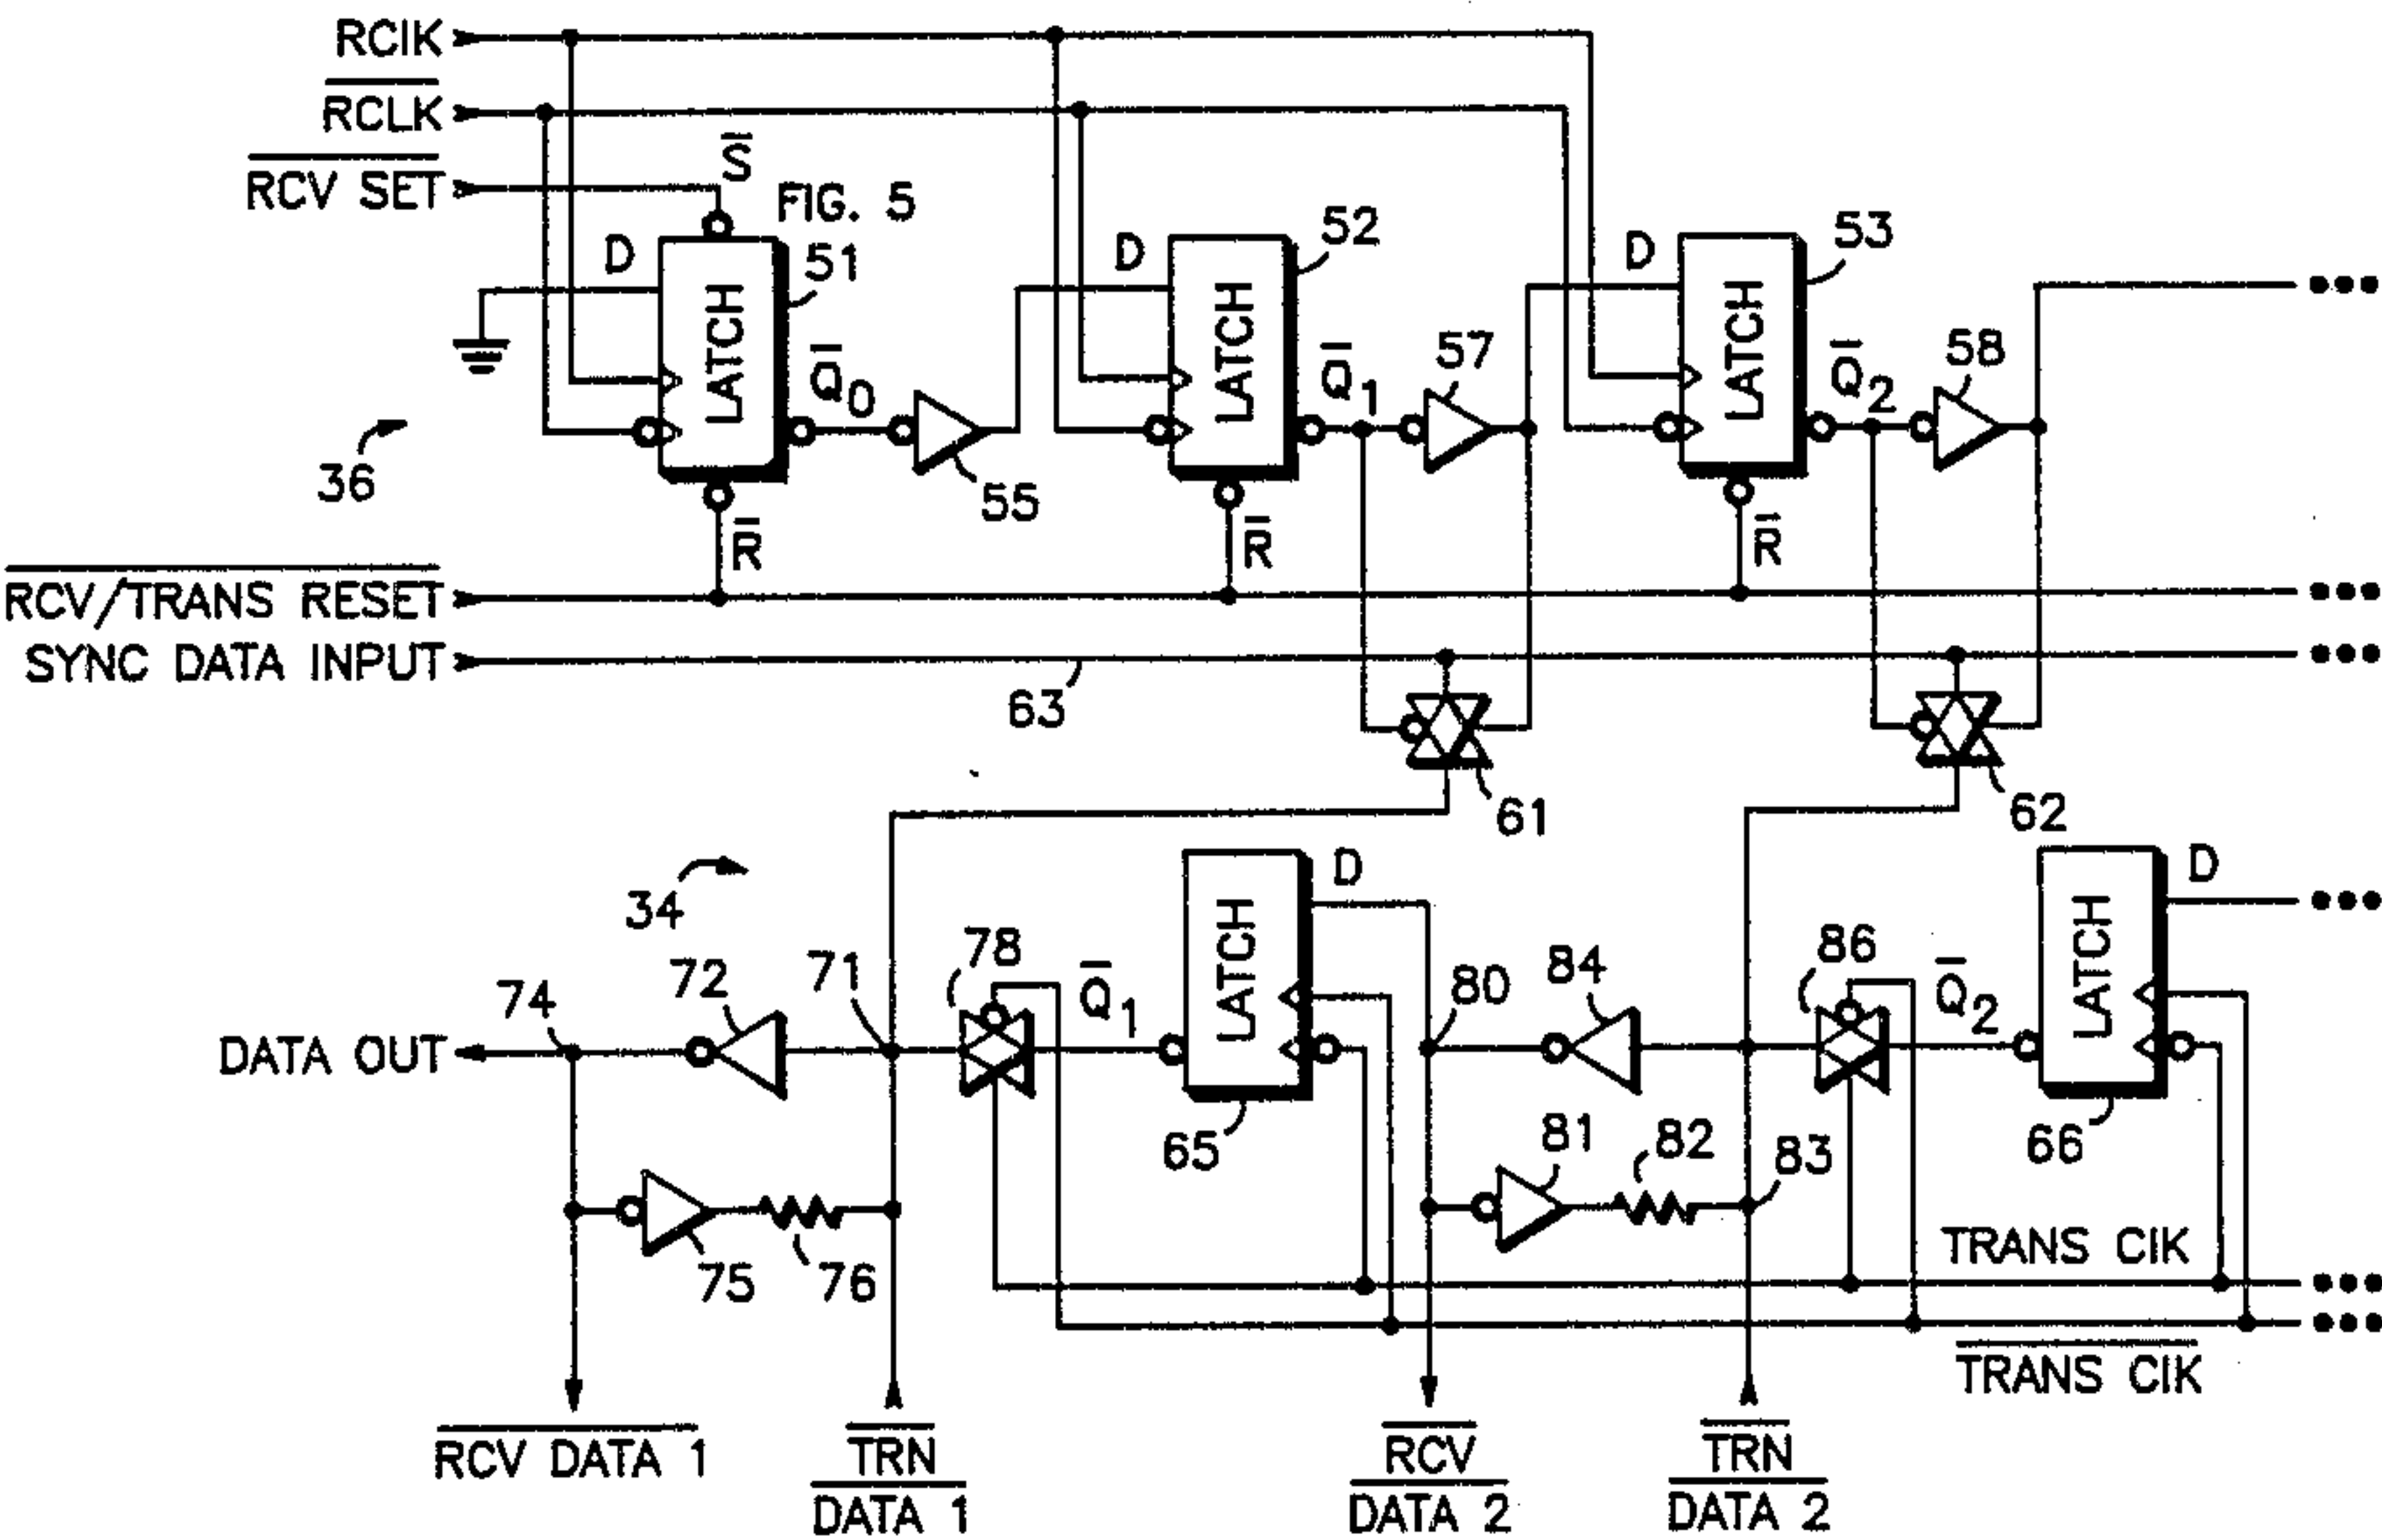 RCIK
RCLK
RCV SET
S
FIG. 5
D
LATCH
51
Q0
55
D
LATCH
52
Q1
57
D
LATCH
53
Q2
58
36
R
R
R
RCV/TRANS RESET
SYNC DATA INPUT
63
61
62
34
74
72
71
78
Q1
LATCH
D
65
80
84
86
Q2
LATCH
D
66
DATA OUT
75
76
81
82
83
TRANS CIK
TRANS CIK
RCV DATA 1
TRN
DATA 1
RCV
DATA 2
TRN
DATA 2